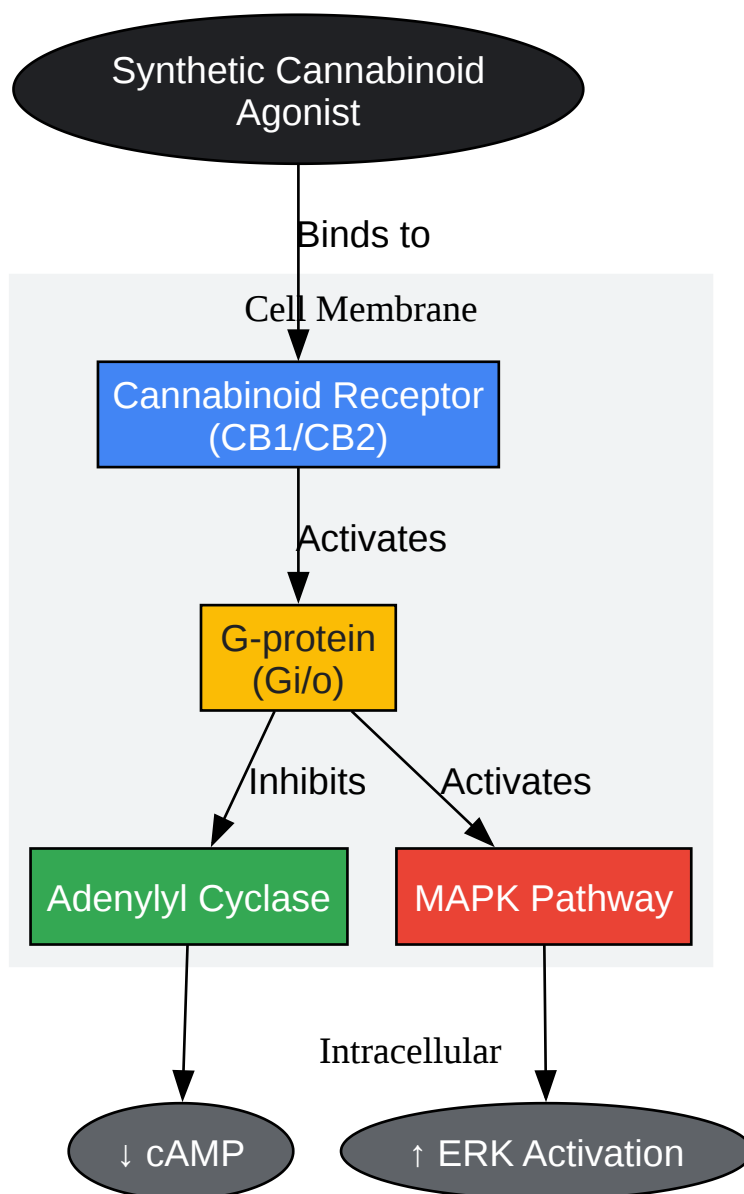 Synthetic Cannabinoid
Agonist
Binds to
Cell Membrane
Cannabinoid Receptor
(CB1/CB2)
Activates
G-protein
(Gi/o)
Inhibits
Activates
Adenylyl Cyclase
MAPK Pathway
Intracellular
↓ cAMP
↑ ERK Activation